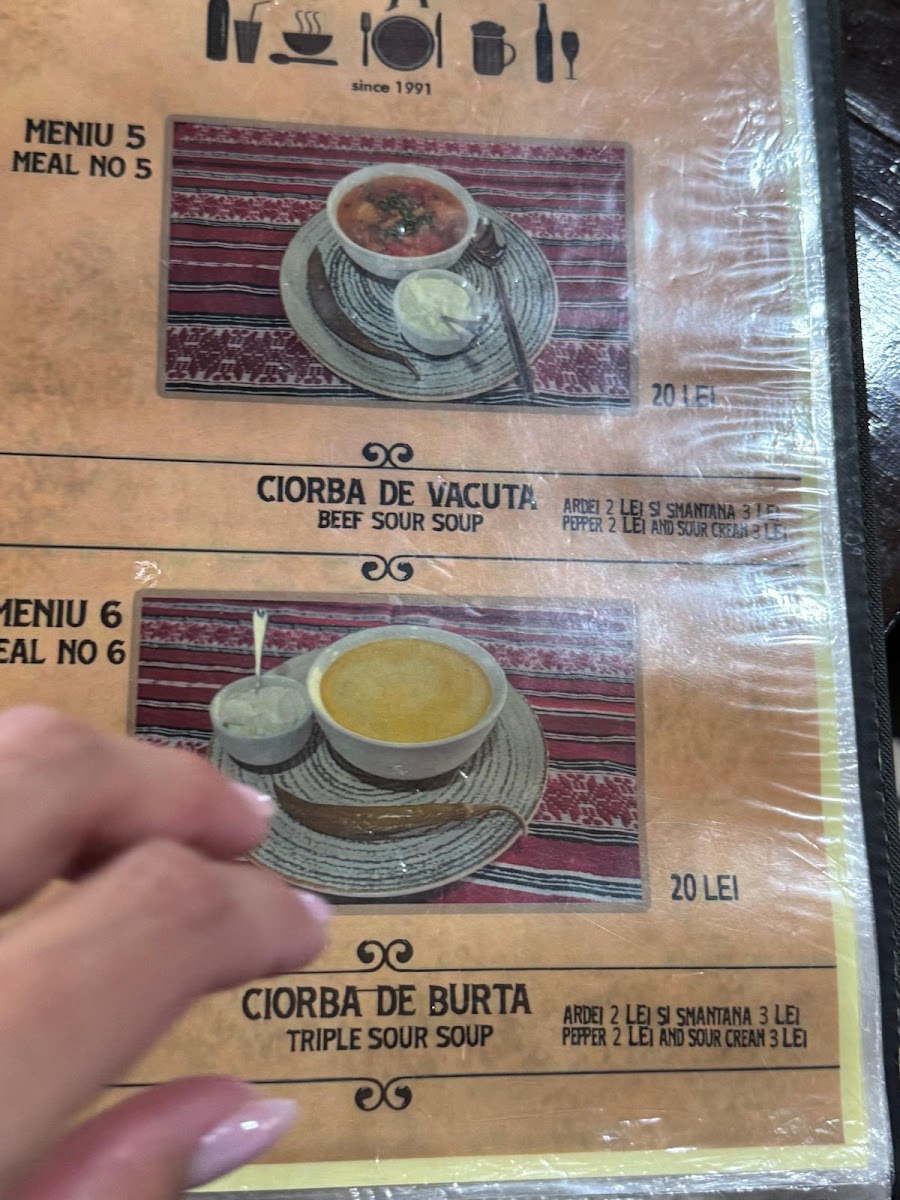 since 1991
MENIU 5
MEAL NO 5
20 LEI
CIORBA DE VACUTA
BEEF SOUR SOUP
ARDEI 2 LEI SI SMANTANA 3 LEI
PEPPER 2 LEI AND SOUR CREAM 3 LEI
MENIU 6
EAL NO 6
20 LEI
CIORBA DE BURTA
TRIPLE SOUR SOUP
ARDEI 2 LEI SI SMANTANA 3 LEI
PEPPER 2 LEI AND SOUR CREAM 3 LEI